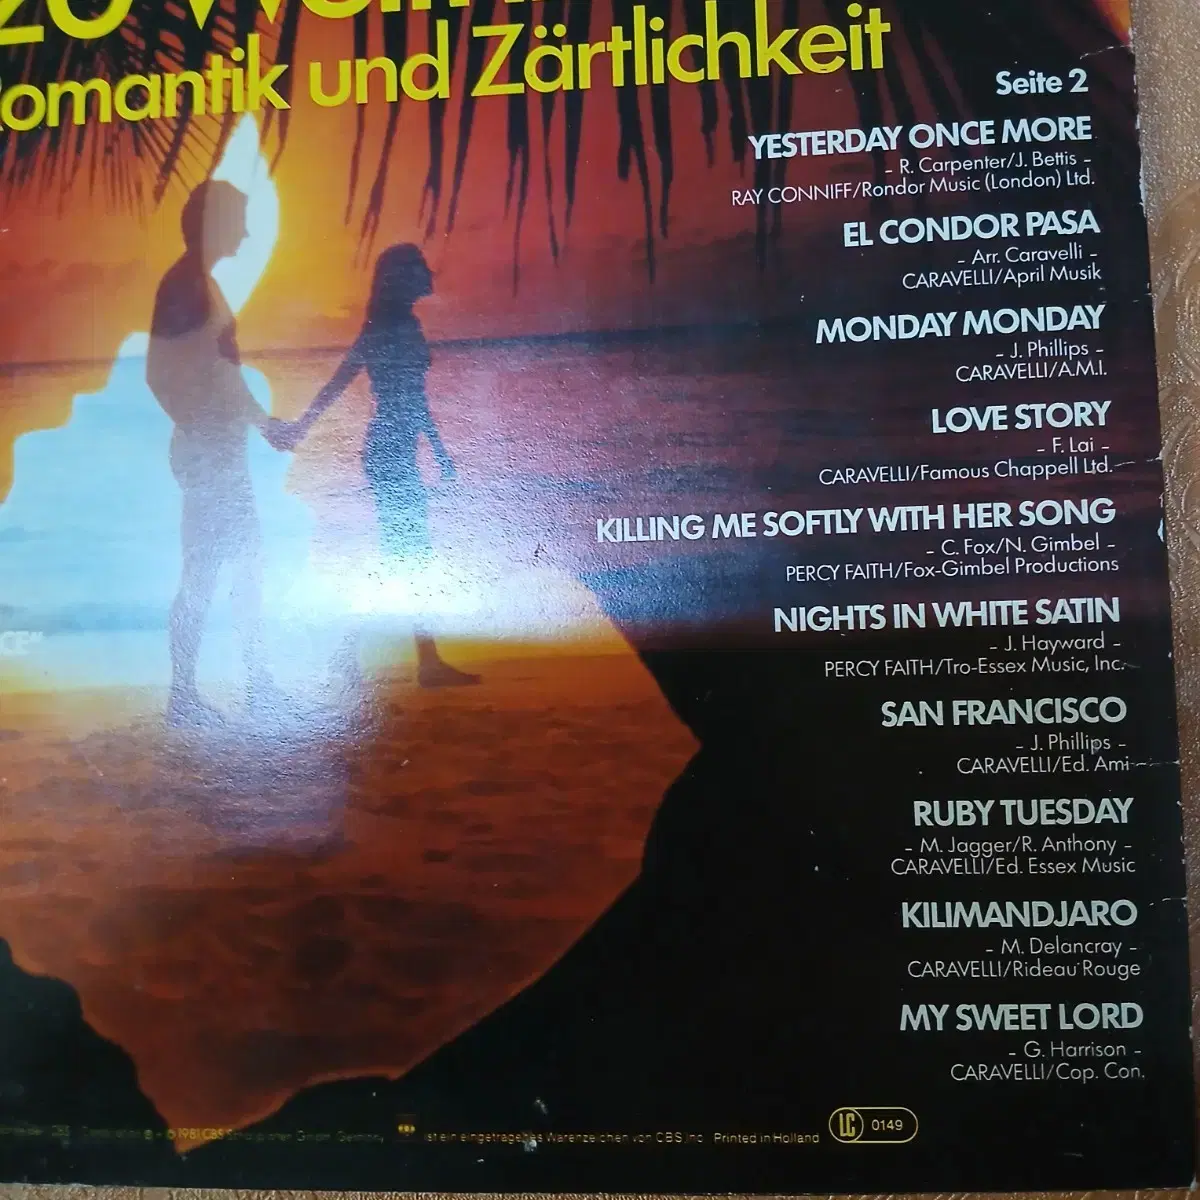 Romantik und Zärtlichkeit
Seite 2
YESTERDAY ONCE MORE
- R. Carpenter/J. Bettis -
RAY CONNIFF/Rondor Music (London) Ltd.
EL CONDOR PASA
- Arr. Caravelli -
CARAVELLI/April Musik
MONDAY MONDAY
- J. Phillips -
CARAVELLI/A.M.I.
LOVE STORY
- F. Lai -
CARAVELLI/Famous Chappell Ltd.
KILLING ME SOFTLY WITH HER SONG
- C. Fox/N. Gimbel -
PERCY FAITH/Fox-Gimbel Productions
NIGHTS IN WHITE SATIN
- J. Hayward -
PERCY FAITH/Tro-Essex Music, Inc.
SAN FRANCISCO
- J. Phillips -
CARAVELLI/Ed. Ami
RUBY TUESDAY
- M. Jagger/R. Anthony -
CARAVELLI/Ed. Essex Music
KILIMANDJARO
- M. Delancray -
CARAVELLI/Rideau Rouge
MY SWEET LORD
- G. Harrison -
CARAVELLI/Cop. Con.
1981 CBS Schallplatten GmbH, Germany ist ein eingetragenes Warenzeichen von CBS Inc. Printed in Holland LC 0149